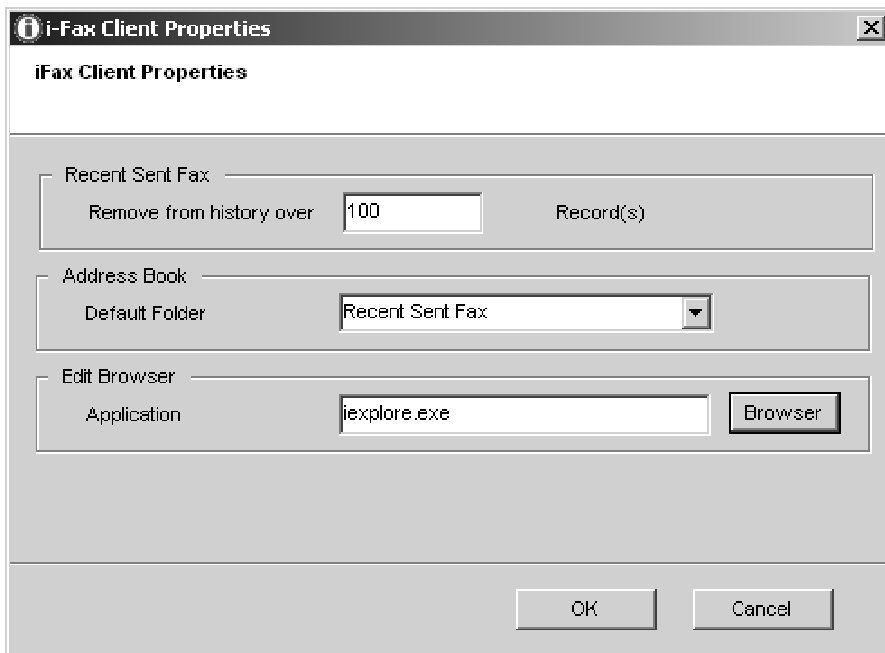 i-Fax Client Properties
iFax Client Properties
Recent Sent Fax
Remove from history over 100 Record(s)
Address Book
Default Folder Recent Sent Fax
Edit Browser
Application iexplore.exe Browser
OK Cancel